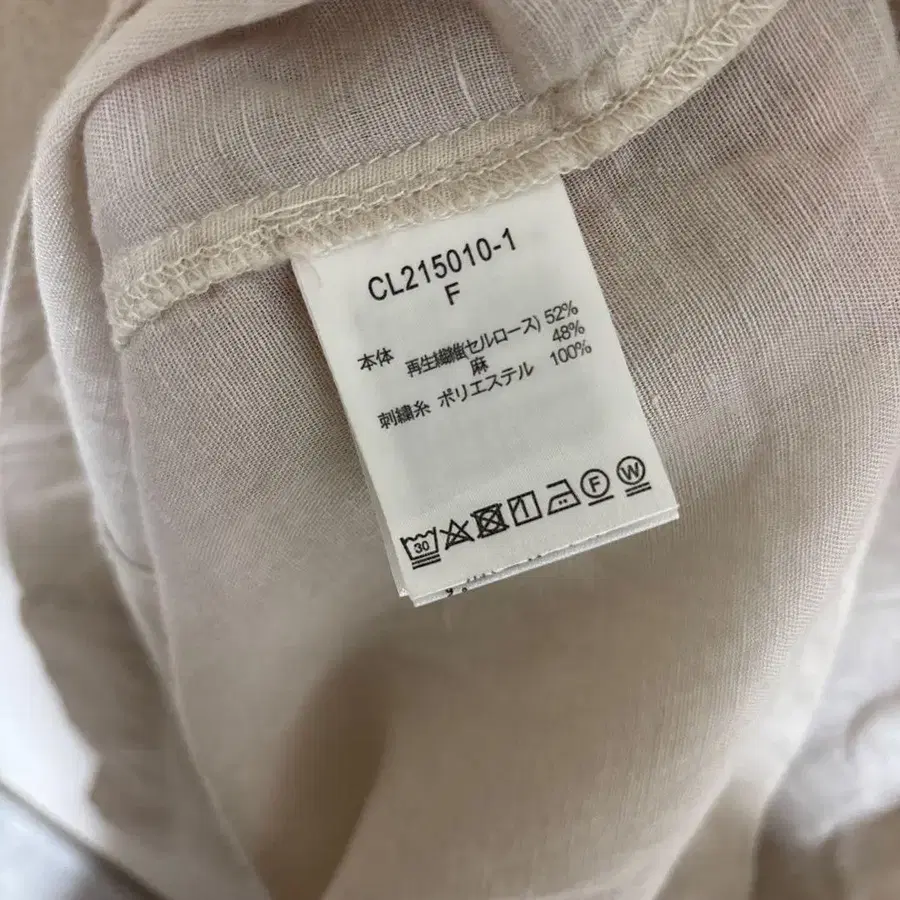 CL215010-1
F
本体 再生繊維(セルロース) 52%
麻 48%
刺繍糸 ポリエステル 100%
30 F W